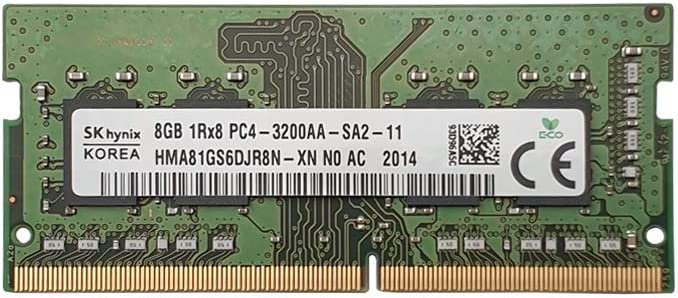 SK hynix
KOREA
8GB 1Rx8 PC4-3200AA-SA2-11
HMA81GS6DJR8N-XN N0 AC 2014
ECO
CE